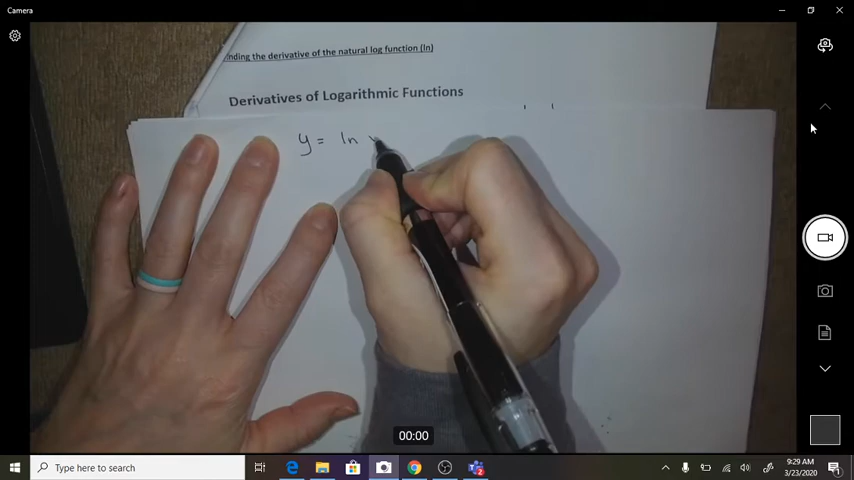 Camera
nding the derivative of the natural log function (ln)
Derivatives of Logarithmic Functions
y = ln
00:00
Type here to search
9:29 AM
3/23/2020